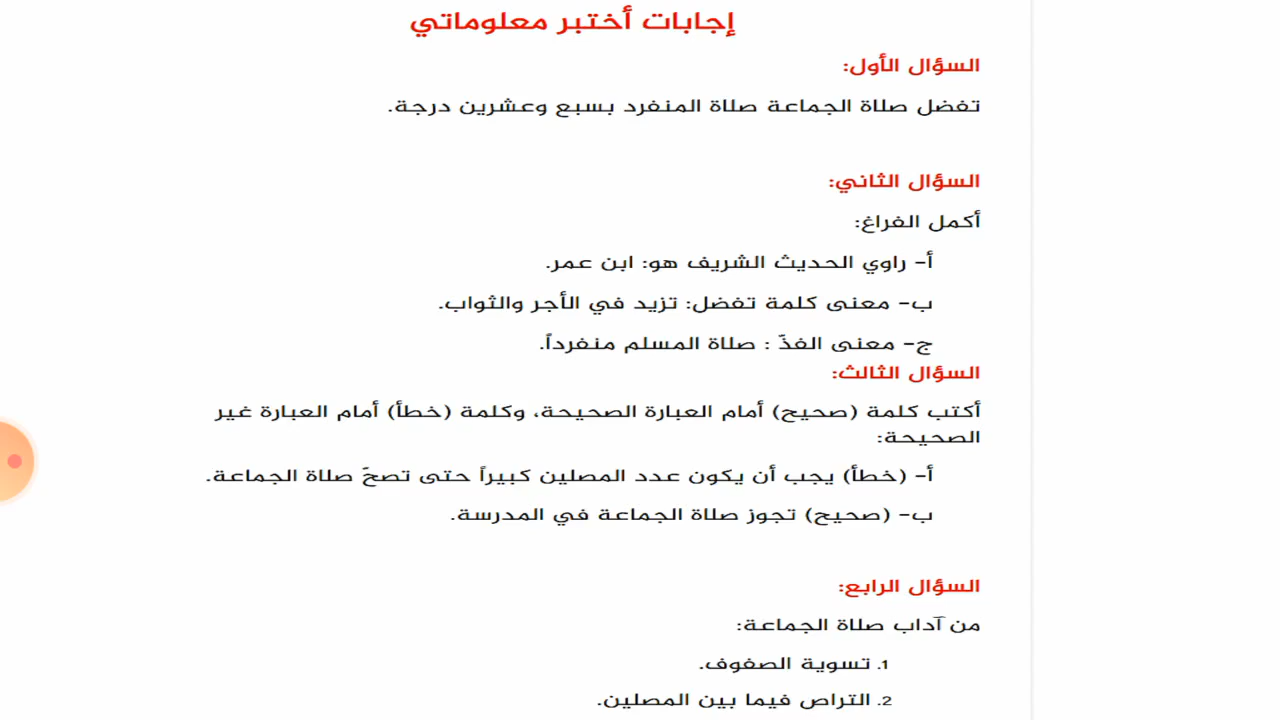 إجابات أختبر معلوماتي
السؤال الأول:
تفضل صلاة الجماعة صلاة المنفرد بسبع وعشرين درجة.
السؤال الثاني:
أكمل الفراغ:
أ- راوي الحديث الشريف هو: ابن عمر.
ب- معنى كلمة تفضل: تزيد في الأجر والثواب.
ج- معنى الفذّ : صلاة المسلم منفرداً.
السؤال الثالث:
أكتب كلمة (صحيح) أمام العبارة الصحيحة، وكلمة (خطأ) أمام العبارة غير
الصحيحة:
أ- (خطأ) يجب أن يكون عدد المصلين كبيراً حتى تصحَّ صلاة الجماعة.
ب- (صحيح) تجوز صلاة الجماعة في المدرسة.
السؤال الرابع:
من آداب صلاة الجماعة:
1. تسوية الصفوف.
2. التراص فيما بين المصلين.